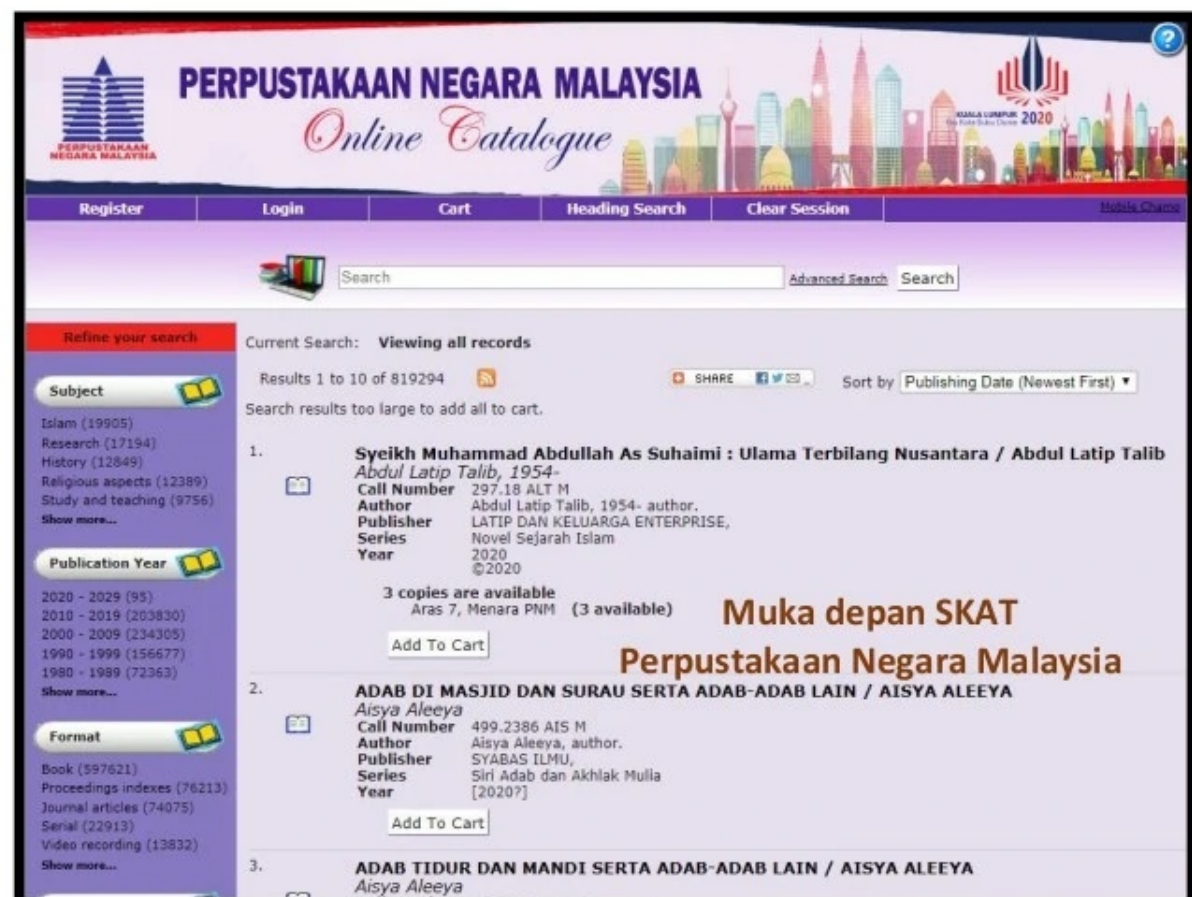 PERPUSTAKAAN NEGARA MALAYSIA
Online Catalogue
PERPUSTAKAAN
NEGARA MALAYSIA
KUALA LUMPUR
2020
Register
Login
Cart
Heading Search
Clear Session
Mobile Chamo
Search
Advanced Search
Search
Refine your search
Subject
Islam (19905)
Research (17194)
History (12849)
Religious aspects (12389)
Study and teaching (9756)
Show more...
Publication Year
2020 - 2029 (95)
2010 - 2019 (203830)
2000 - 2009 (234305)
1990 - 1999 (156677)
1980 - 1989 (72363)
Show more...
Format
Book (597621)
Proceedings indexes (76213)
Journal articles (74075)
Serial (22913)
Video recording (13832)
Show more...
Current Search: Viewing all records
Results 1 to 10 of 819294
SHARE
Sort by Publishing Date (Newest First)
Search results too large to add all to cart.
1. Syeikh Muhammad Abdullah As Suhaimi : Ulama Terbilang Nusantara / Abdul Latip Talib
Abdul Latip Talib, 1954-
Call Number 297.18 ALT M
Author Abdul Latip Talib, 1954- author.
Publisher LATIP DAN KELUARGA ENTERPRISE,
Series Novel Sejarah Islam
Year 2020
©2020
3 copies are available
Aras 7, Menara PNM (3 available)
Add To Cart
Muka depan SKAT
Perpustakaan Negara Malaysia
2. ADAB DI MASJID DAN SURAU SERTA ADAB-ADAB LAIN / AISYA ALEEYA
Aisya Aleeya
Call Number 499.2386 AIS M
Author Aisya Aleeya, author.
Publisher SYABAS ILMU,
Series Siri Adab dan Akhlak Mulia
Year [2020?]
Add To Cart
3. ADAB TIDUR DAN MANDI SERTA ADAB-ADAB LAIN / AISYA ALEEYA
Aisya Aleeya